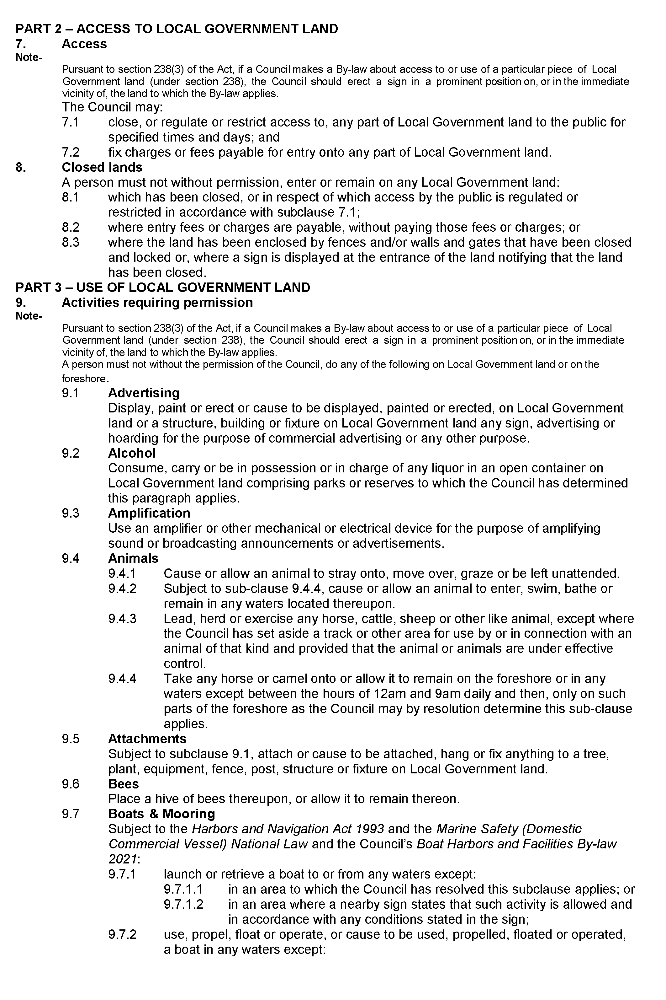 PART 2 – ACCESS TO LOCAL GOVERNMENT LAND
7. Access
Note-
Pursuant to section 238(3) of the Act, if a Council makes a By-law about access to or use of a particular piece of Local
Government land (under section 238), the Council should erect a sign in a prominent position on, or in the immediate
vicinity of, the land to which the By-law applies.
The Council may:
7.1 close, or regulate or restrict access to, any part of Local Government land to the public for
specified times and days; and
7.2 fix charges or fees payable for entry onto any part of Local Government land.
8. Closed lands
A person must not without permission, enter or remain on any Local Government land:
8.1 which has been closed, or in respect of which access by the public is regulated or
restricted in accordance with subclause 7.1;
8.2 where entry fees or charges are payable, without paying those fees or charges; or
8.3 where the land has been enclosed by fences and/or walls and gates that have been closed
and locked or, where a sign is displayed at the entrance of the land notifying that the land
has been closed.
PART 3 – USE OF LOCAL GOVERNMENT LAND
9. Activities requiring permission
Note-
Pursuant to section 238(3) of the Act, if a Council makes a By-law about access to or use of a particular piece of Local
Government land (under section 238), the Council should erect a sign in a prominent position on, or in the immediate
vicinity of, the land to which the By-law applies.
A person must not without the permission of the Council, do any of the following on Local Government land or on the
foreshore.
9.1 Advertising
Display, paint or erect or cause to be displayed, painted or erected, on Local Government
land or a structure, building or fixture on Local Government land any sign, advertising or
hoarding for the purpose of commercial advertising or any other purpose.
9.2 Alcohol
Consume, carry or be in possession or in charge of any liquor in an open container on
Local Government land comprising parks or reserves to which the Council has determined
this paragraph applies.
9.3 Amplification
Use an amplifier or other mechanical or electrical device for the purpose of amplifying
sound or broadcasting announcements or advertisements.
9.4 Animals
9.4.1 Cause or allow an animal to stray onto, move over, graze or be left unattended.
9.4.2 Subject to sub-clause 9.4.4, cause or allow an animal to enter, swim, bathe or
remain in any waters located thereupon.
9.4.3 Lead, herd or exercise any horse, cattle, sheep or other like animal, except where
the Council has set aside a track or other area for use by or in connection with an
animal of that kind and provided that the animal or animals are under effective
control.
9.4.4 Take any horse or camel onto or allow it to remain on the foreshore or in any
waters except between the hours of 12am and 9am daily and then, only on such
parts of the foreshore as the Council may by resolution determine this sub-clause
applies.
9.5 Attachments
Subject to subclause 9.1, attach or cause to be attached, hang or fix anything to a tree,
plant, equipment, fence, post, structure or fixture on Local Government land.
9.6 Bees
Place a hive of bees thereupon, or allow it to remain thereon.
9.7 Boats & Mooring
Subject to the Harbors and Navigation Act 1993 and the Marine Safety (Domestic
Commercial Vessel) National Law and the Council’s Boat Harbors and Facilities By-law
2021:
9.7.1 launch or retrieve a boat to or from any waters except:
9.7.1.1 in an area to which the Council has resolved this subclause applies; or
9.7.1.2 in an area where a nearby sign states that such activity is allowed and
in accordance with any conditions stated in the sign;
9.7.2 use, propel, float or operate, or cause to be used, propelled, floated or operated,
a boat in any waters except: